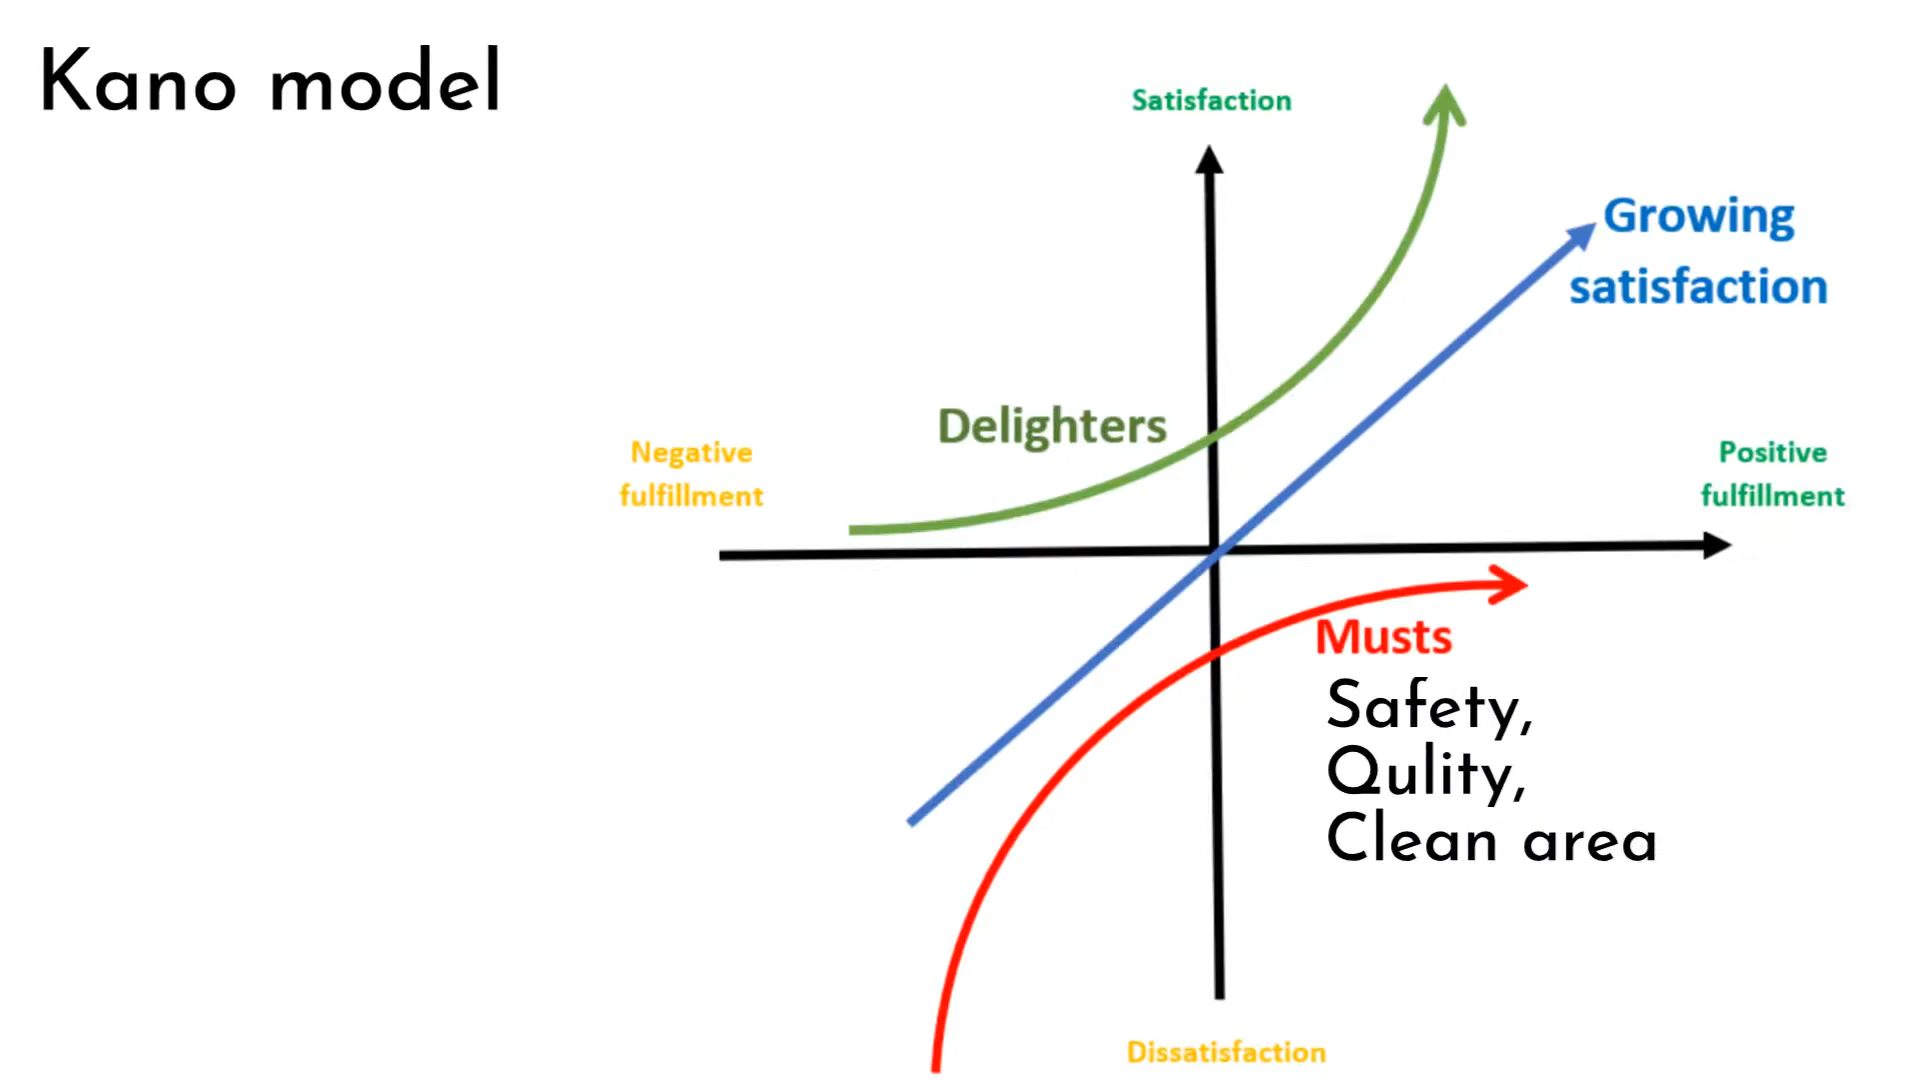 Kano model
Satisfaction
Growing
satisfaction
Delighters
Negative
fulfillment
Positive
fulfillment
Musts
Safety,
Qulity,
Clean area
Dissatisfaction